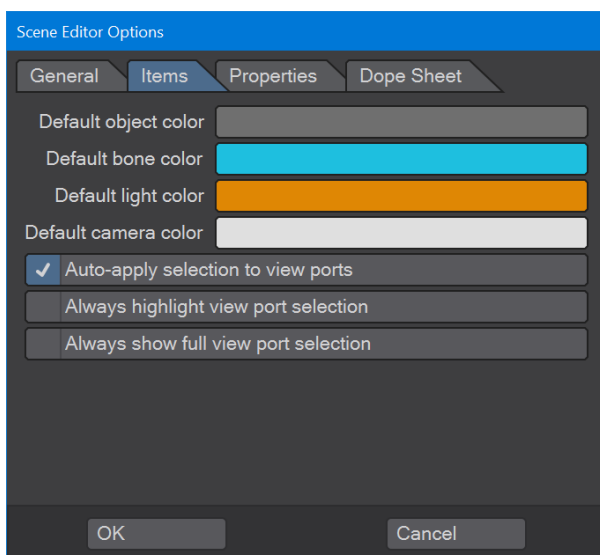 Scene Editor Options
General Items Properties Dope Sheet
Default object color
Default bone color
Default light color
Default camera color
Auto-apply selection to view ports
Always highlight view port selection
Always show full view port selection
OK Cancel